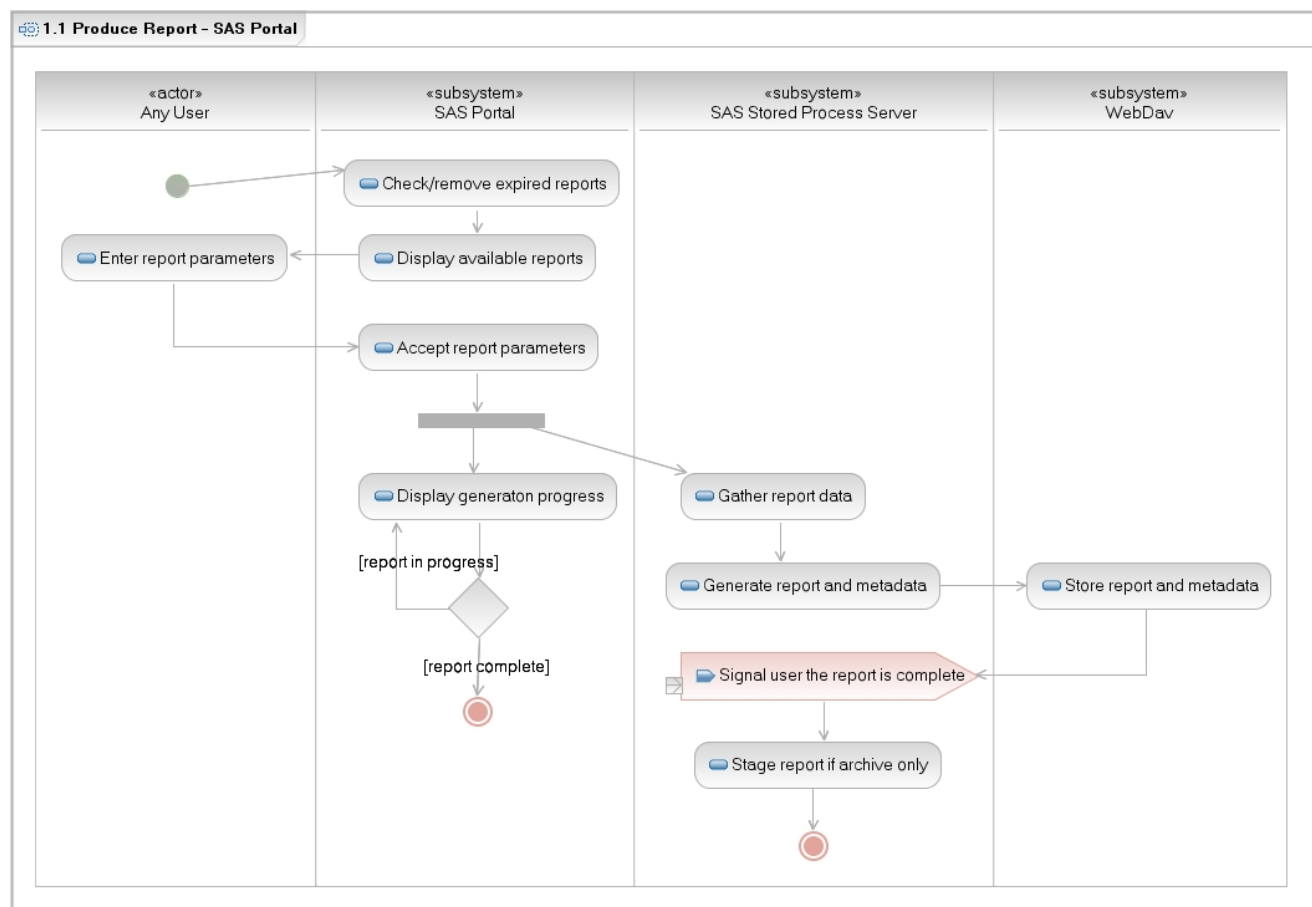 1.1 Produce Report - SAS Portal
«actor»
Any User
«subsystem»
SAS Portal
«subsystem»
SAS Stored Process Server
«subsystem»
WebDav
Check/remove expired reports
Enter report parameters
Display available reports
Accept report parameters
Display generaton progress
Gather report data
[report in progress]
Generate report and metadata
Store report and metadata
[report complete]
Signal user the report is complete
Stage report if archive only